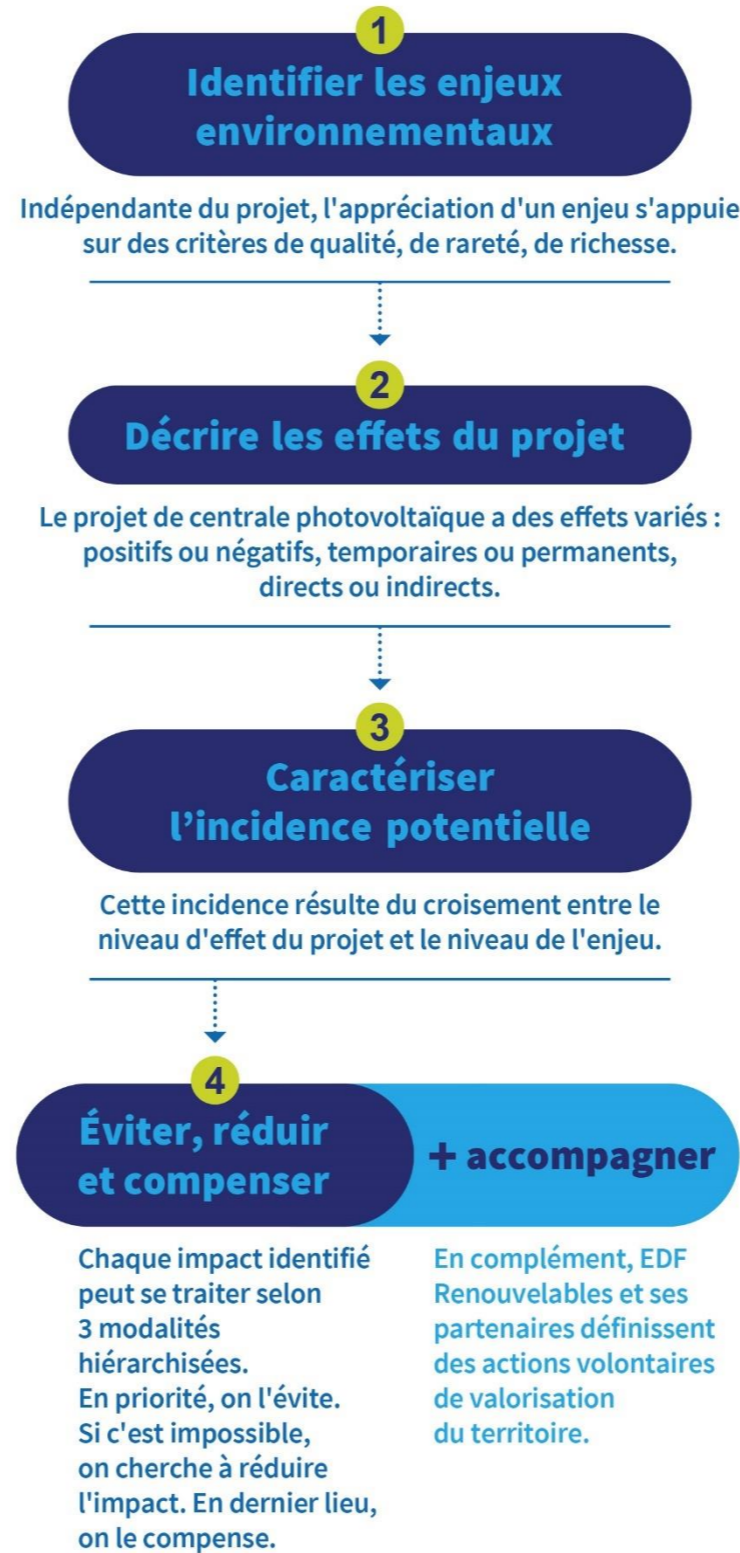 1
Identifier les enjeux
environnementaux
Indépendante du projet, l'appréciation d'un enjeu s'appuie
sur des critères de qualité, de rareté, de richesse.
2
Décrire les effets du projet
Le projet de centrale photovoltaïque a des effets variés :
positifs ou négatifs, temporaires ou permanents,
directs ou indirects.
3
Caractériser
l’incidence potentielle
Cette incidence résulte du croisement entre le
niveau d'effet du projet et le niveau de l'enjeu.
4
Éviter, réduire
et compenser
+ accompagner
Chaque impact identifié
peut se traiter selon
3 modalités
hiérarchisées.
En priorité, on l'évite.
Si c'est impossible,
on cherche à réduire
l'impact. En dernier lieu,
on le compense.
En complément, EDF
Renouvelables et ses
partenaires définissent
des actions volontaires
de valorisation
du territoire.